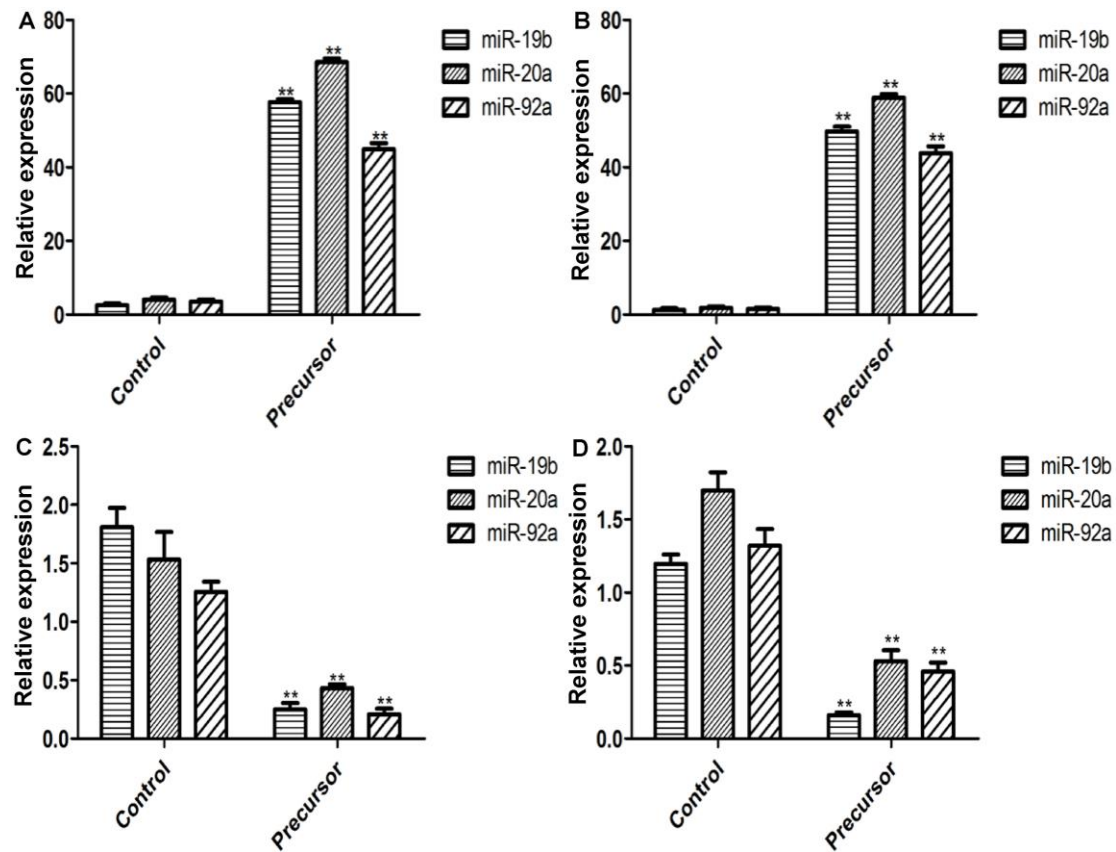 A
Relative expression
80
60
40
20
0
**
**
**
Control
Precursor
miR-19b
miR-20a
miR-92a
B
Relative expression
80
60
40
20
0
**
**
**
Control
Precursor
miR-19b
miR-20a
miR-92a
C
Relative expression
2.5
2.0
1.5
1.0
0.5
0.0
**
**
**
Control
Precursor
miR-19b
miR-20a
miR-92a
D
Relative expression
2.0
1.5
1.0
0.5
0.0
**
**
**
Control
Precursor
miR-19b
miR-20a
miR-92a